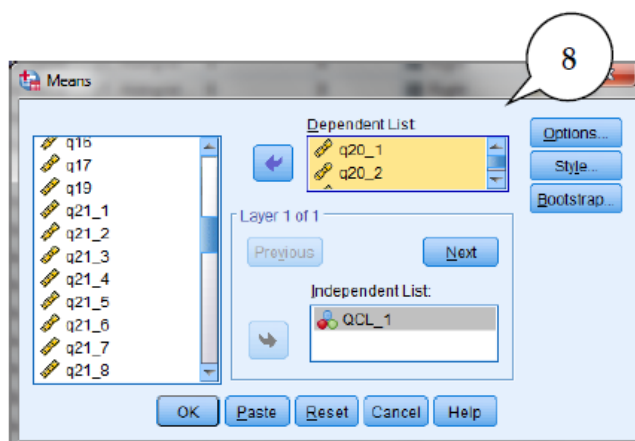 8
Means
q16
q17
q19
q21_1
q21_2
q21_3
q21_4
q21_5
q21_6
q21_7
q21_8
Dependent List:
q20_1
q20_2
Layer 1 of 1
Previous
Next
Independent List:
QCL_1
Options...
Style...
Bootstrap...
OK
Paste
Reset
Cancel
Help